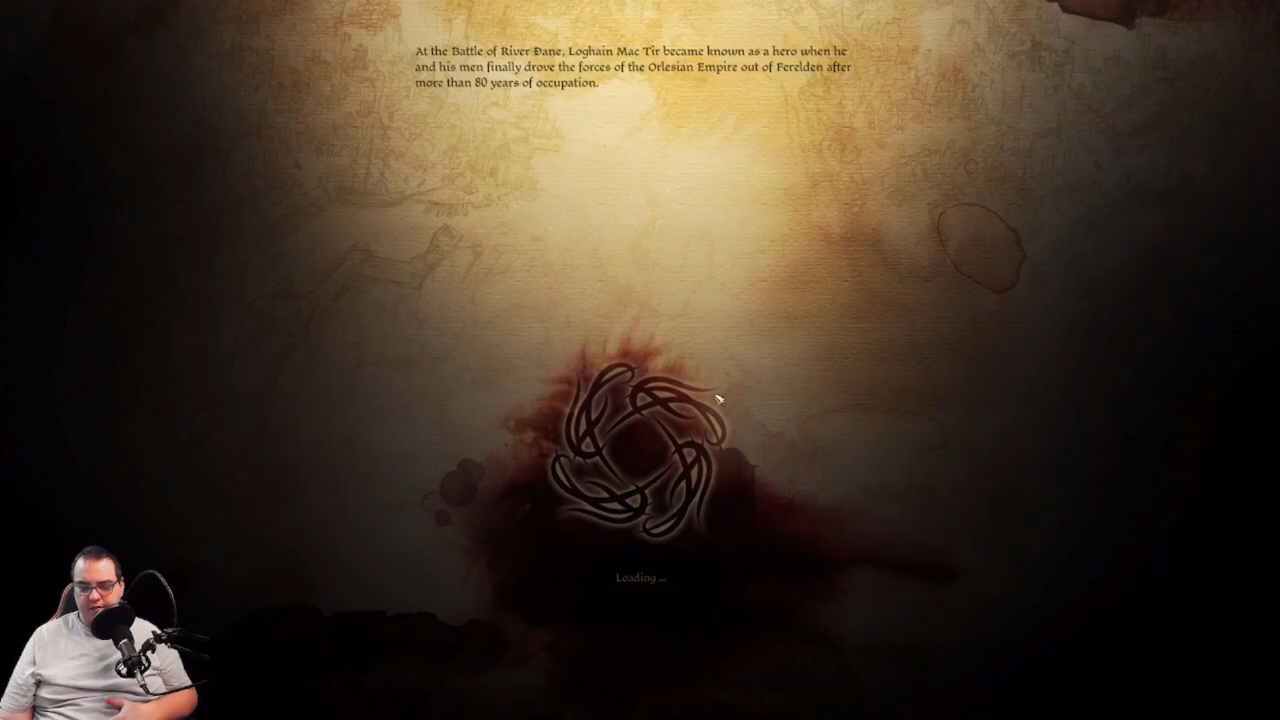 At the Battle of River Dane, Loghain Mac Tir became known as a hero when he
and his men finally drove the forces of the Orlesian Empire out of Ferelden after
more than 80 years of occupation.
Loading ...